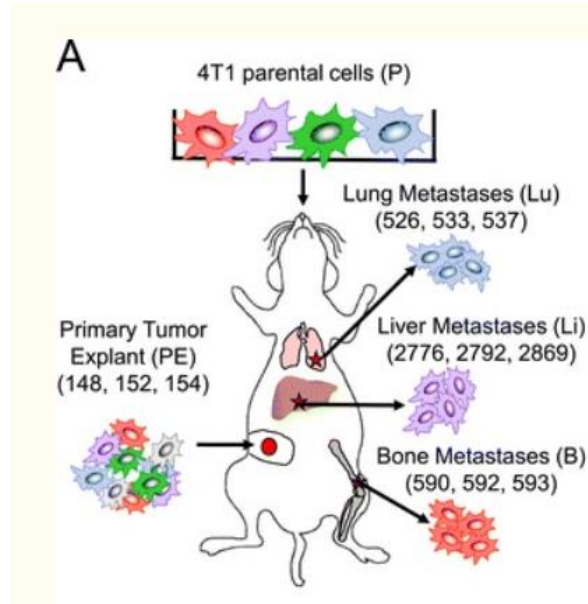 A
4T1 parental cells (P)
Lung Metastases (Lu)
(526, 533, 537)
Primary Tumor
Explant (PE)
(148, 152, 154)
Liver Metastases (Li)
(2776, 2792, 2869)
Bone Metastases (B)
(590, 592, 593)